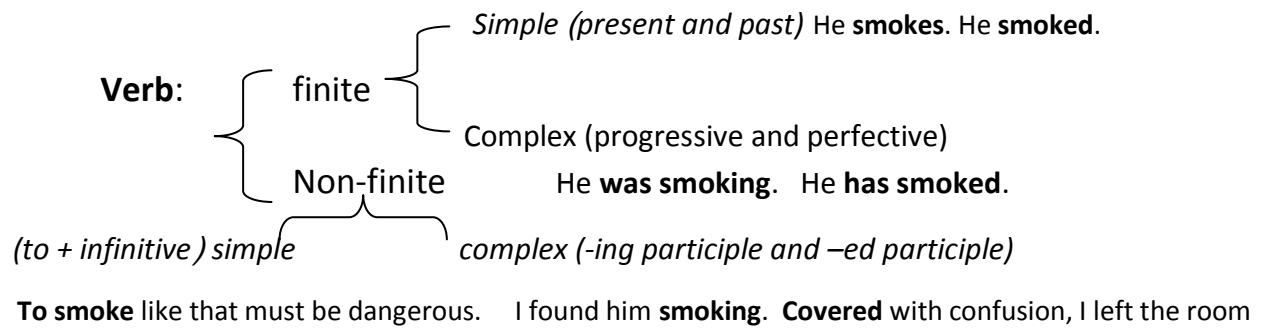 Simple (present and past) He smokes. He smoked.
Verb: finite
Complex (progressive and perfective)
Non-finite He was smoking. He has smoked.
(to + infinitive) simple complex (-ing participle and –ed participle)
To smoke like that must be dangerous. I found him smoking. Covered with confusion, I left the room